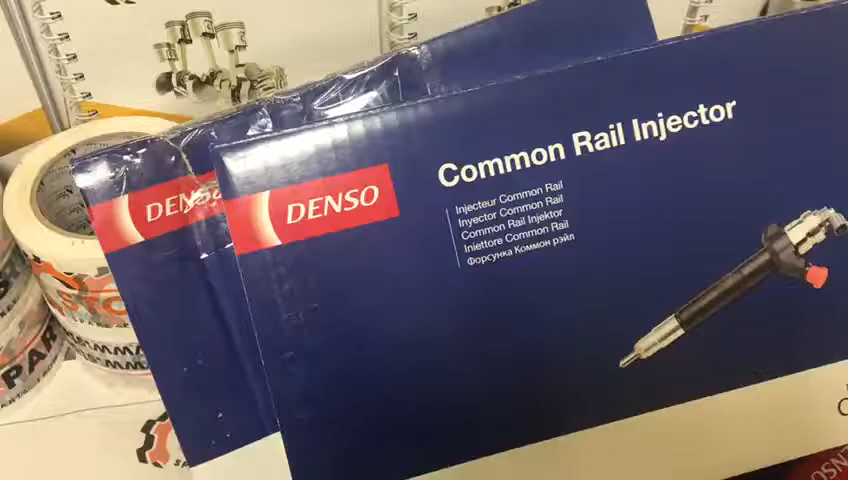 DENSO
DENSO
Common Rail Injector
Injecteur Common Rail
Inyector Common Rail
Common Rail Injektor
Iniettore Common Rail
Форсунка Коммон рэйл